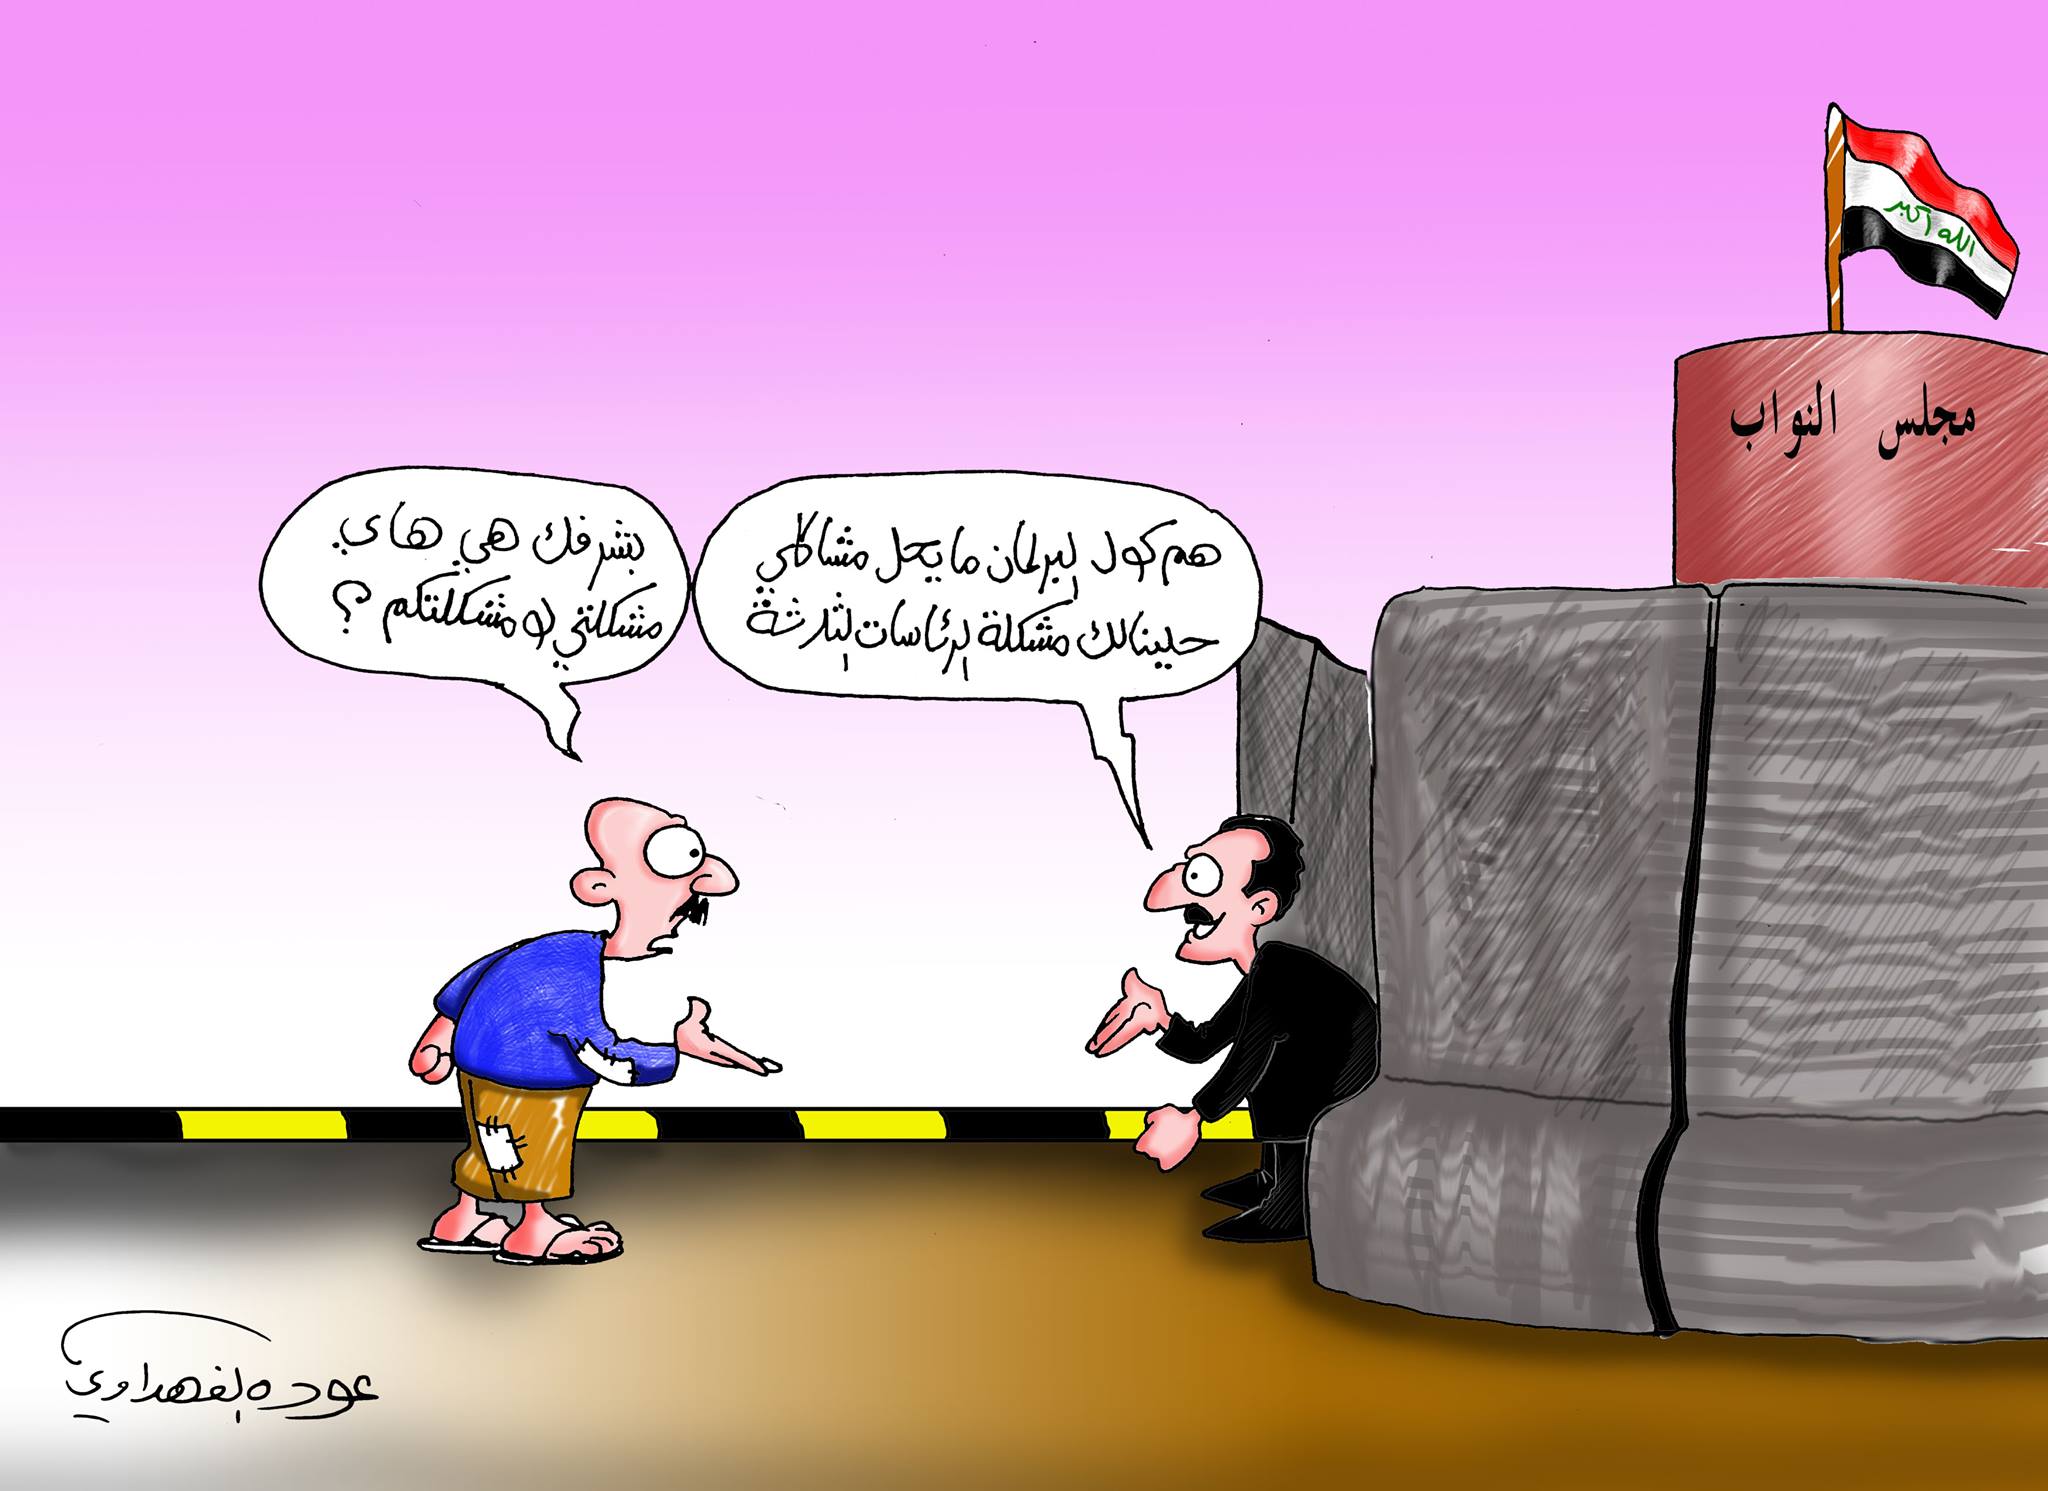 الله اكبر
مجلس النواب
هم كول البرلمان ما يحل مشاكلي
حلينالك مشكلة الرئاسات الثلاثة
بشرفك هي هاي
مشكلتي لو مشكلتكم ؟
عوده الفهداوي